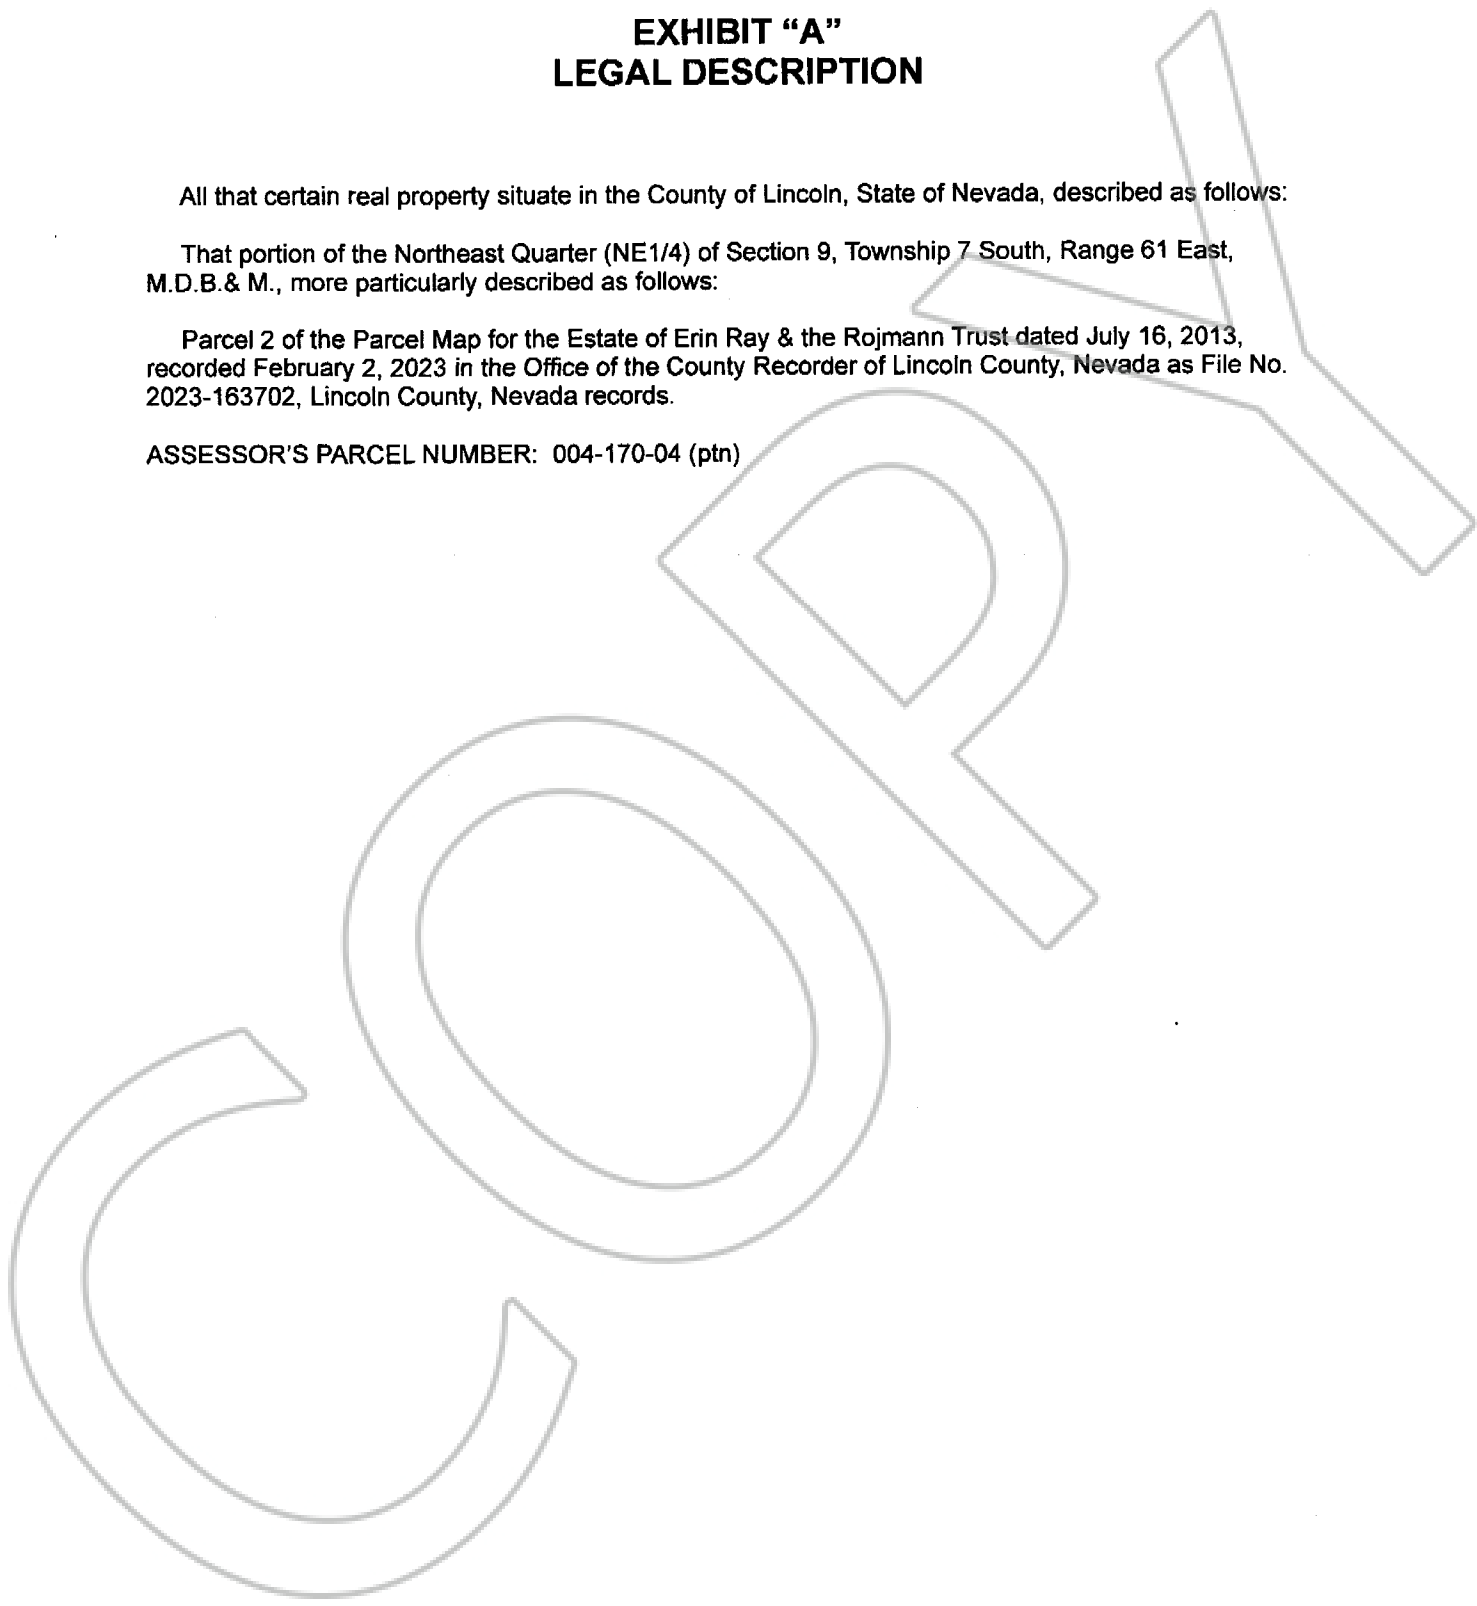 EXHIBIT “A”
LEGAL DESCRIPTION
All that certain real property situate in the County of Lincoln, State of Nevada, described as follows:
That portion of the Northeast Quarter (NE1/4) of Section 9, Township 7 South, Range 61 East,
M.D.B.& M., more particularly described as follows:
Parcel 2 of the Parcel Map for the Estate of Erin Ray & the Rojmann Trust dated July 16, 2013,
recorded February 2, 2023 in the Office of the County Recorder of Lincoln County, Nevada as File No.
2023-163702, Lincoln County, Nevada records.
ASSESSOR'S PARCEL NUMBER:  004-170-04 (ptn)
COPY